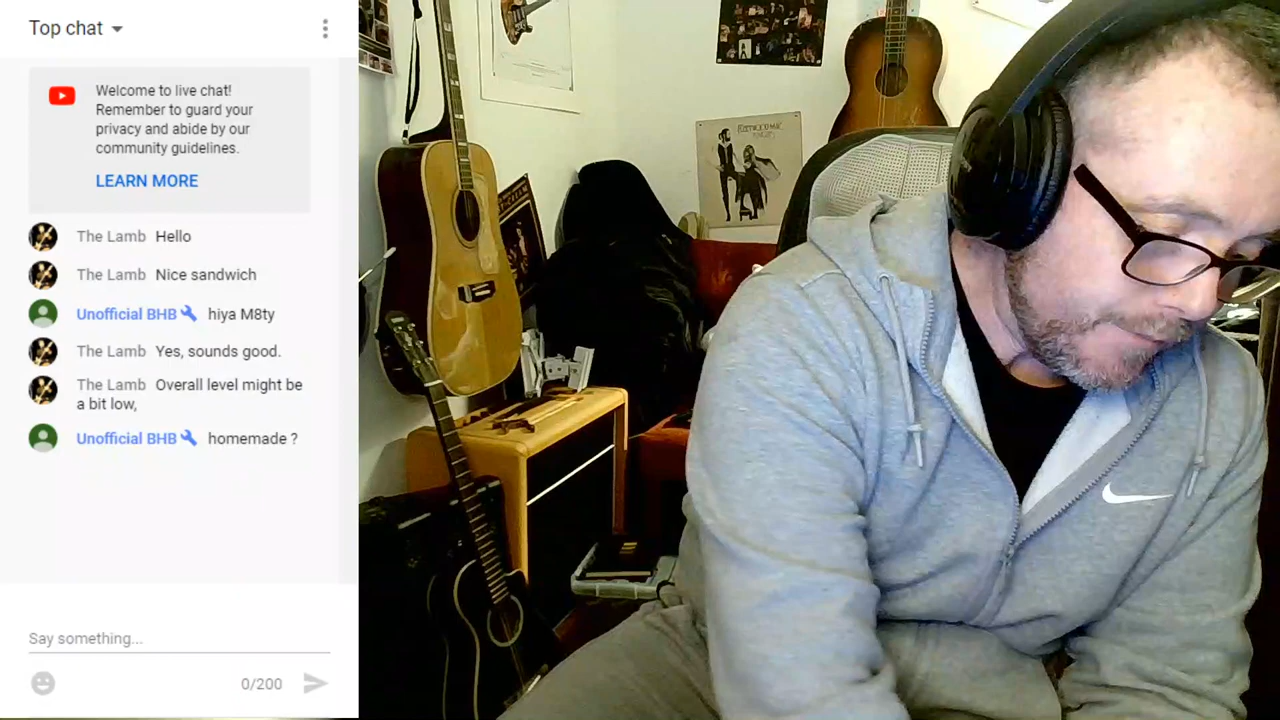 Top chat
Welcome to live chat!
Remember to guard your
privacy and abide by our
community guidelines.
LEARN MORE
The Lamb Hello
The Lamb Nice sandwich
Unofficial BHB hiya M8ty
The Lamb Yes, sounds good.
The Lamb Overall level might be
a bit low,
Unofficial BHB homemade ?
Say something...
0/200